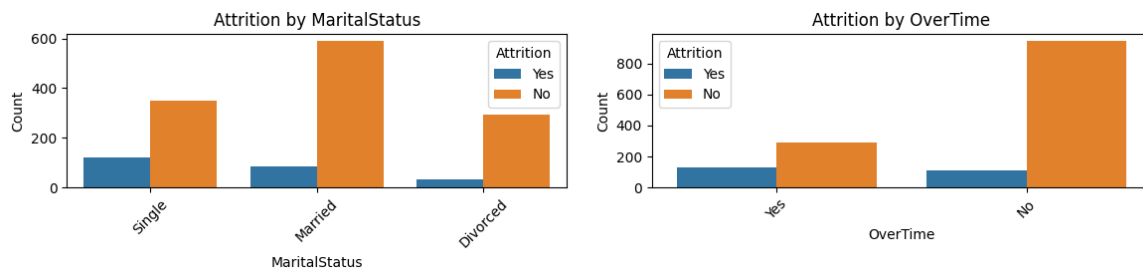 Attrition by MaritalStatus
600
400
200
0
Count
Attrition
Yes
No
Single
Married
Divorced
MaritalStatus
Attrition by OverTime
800
600
400
200
0
Count
Attrition
Yes
No
Yes
No
OverTime